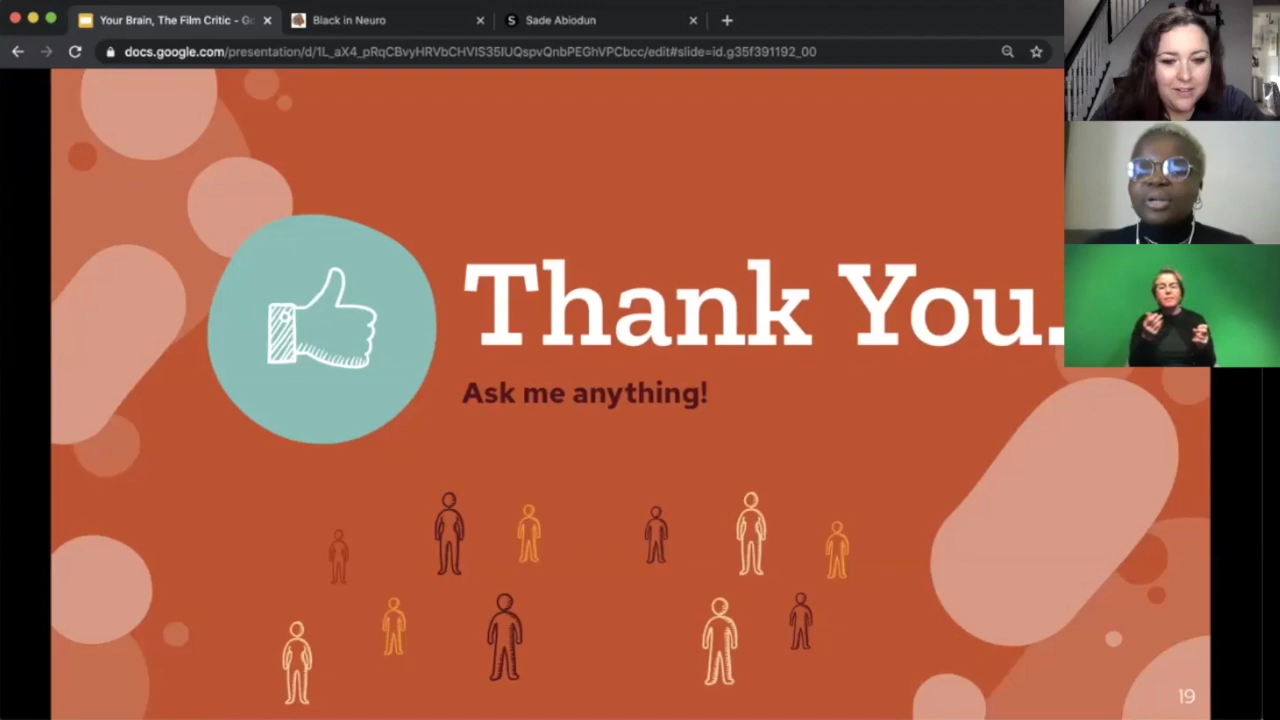 Your Brain, The Film Critic - Go
Black in Neuro
S
Sade Abiodun
docs.google.com/presentation/d/1L_aX4_pRqCBvyHRVbCHVIS35IUQspvQnbPEGhVPCbcc/edit#slide=id.g35f391192_00
Thank You.
Ask me anything!
19